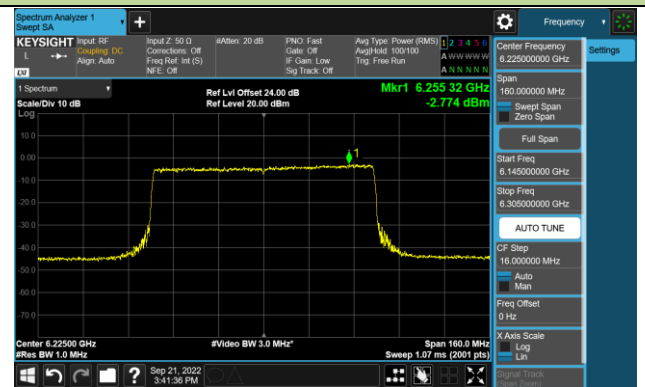 Spectrum Analyzer 1
Swept SA
+
Frequency
KEYSIGHT
L
LXI
Input: RF
Coupling: DC
Align: Auto
Input Z: 50 Ω
Corrections: Off
Freq Ref: Int (S)
NFE: Off
#Atten: 20 dB
PNO: Fast
Gate: Off
IF Gain: Low
Sig Track: Off
Avg Type: Power (RMS)
Avg|Hold: 100/100
Trig: Free Run
1 2 3 4 5 6
A W W W W W
A N N N N N
1 Spectrum
Scale/Div 10 dB
Log
Ref Lvl Offset 24.00 dB
Ref Level 20.00 dBm
Mkr1 6.255 32 GHz
-2.774 dBm
10.0
0.00
-10.0
-20.0
-30.0
-40.0
-50.0
-60.0
-70.0
1
Center 6.22500 GHz
#Res BW 1.0 MHz
#Video BW 3.0 MHz*
Span 160.0 MHz
Sweep 1.07 ms (2001 pts)
Sep 21, 2022
3:41:36 PM
Center Frequency
6.225000000 GHz
Span
160.000000 MHz
Swept Span
Zero Span
Full Span
Start Freq
6.145000000 GHz
Stop Freq
6.305000000 GHz
AUTO TUNE
CF Step
16.000000 MHz
Auto
Man
Freq Offset
0 Hz
X Axis Scale
Log
Lin
Signal Track
(Span Zoom)
Settings